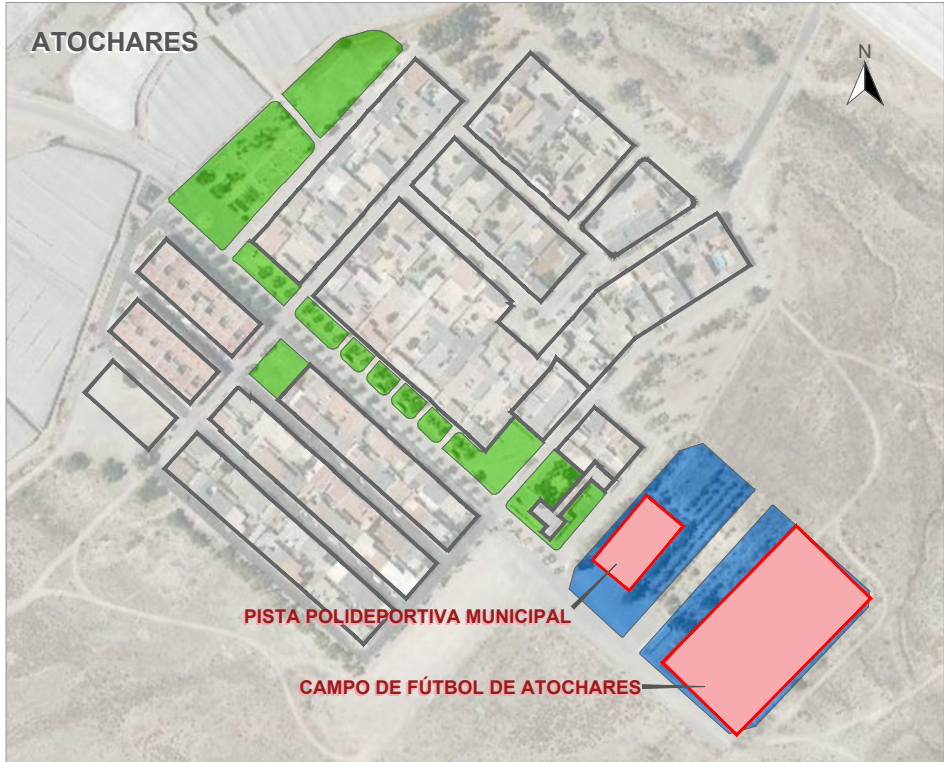 ATOCHARES
N
PISTA POLIDEPORTIVA MUNICIPAL
CAMPO DE FÚTBOL DE ATOCHARES